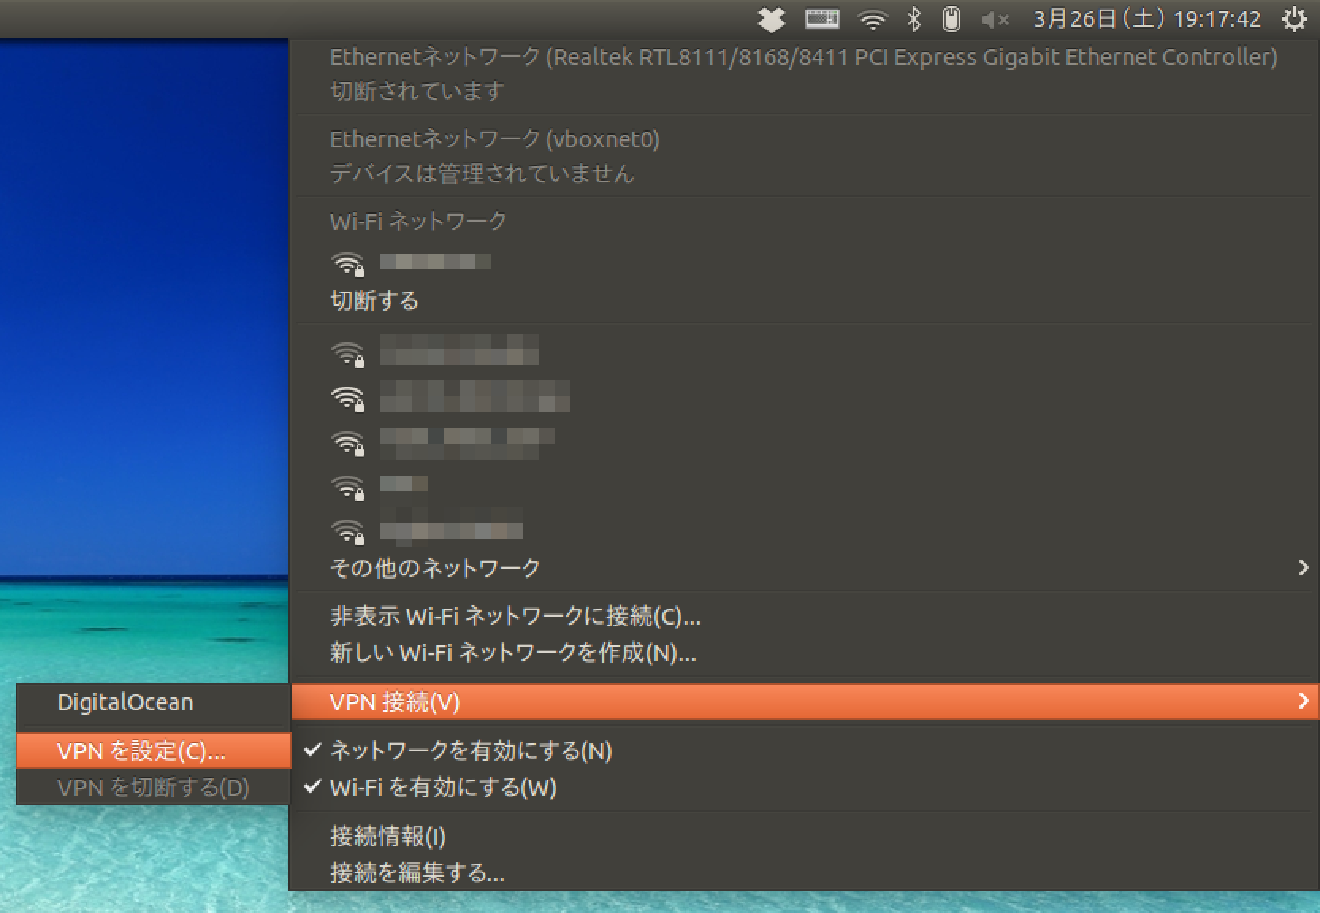 3月26日(土) 19:17:42
Ethernetネットワーク (Realtek RTL8111/8168/8411 PCI Express Gigabit Ethernet Controller)
切断されています
Ethernetネットワーク (vboxnet0)
デバイスは管理されていません
Wi-Fi ネットワーク
切断する
その他のネットワーク
非表示 Wi-Fi ネットワークに接続(C)...
新しい Wi-Fi ネットワークを作成(N)...
VPN 接続(V)
DigitalOcean
VPN を設定(C)...
VPN を切断する(D)
ネットワークを有効にする(N)
Wi-Fi を有効にする(W)
接続情報(I)
接続を編集する...